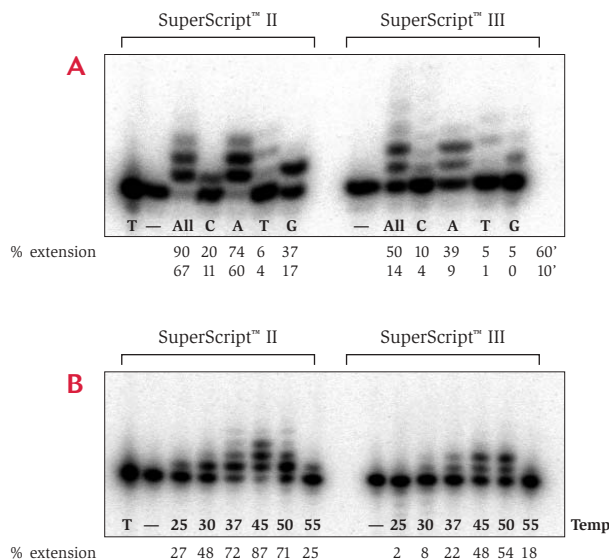 SuperScript™ II SuperScript™ III
A
T — All C A T G — All C A T G
% extension 90 20 74 6 37 50 10 39 5 5 60'
67 11 60 4 17 14 4 9 1 0 10'
SuperScript™ II SuperScript™ III
B
T — 25 30 37 45 50 55 — 25 30 37 45 50 55 Temp
% extension 27 48 72 87 71 25 2 8 22 48 54 18